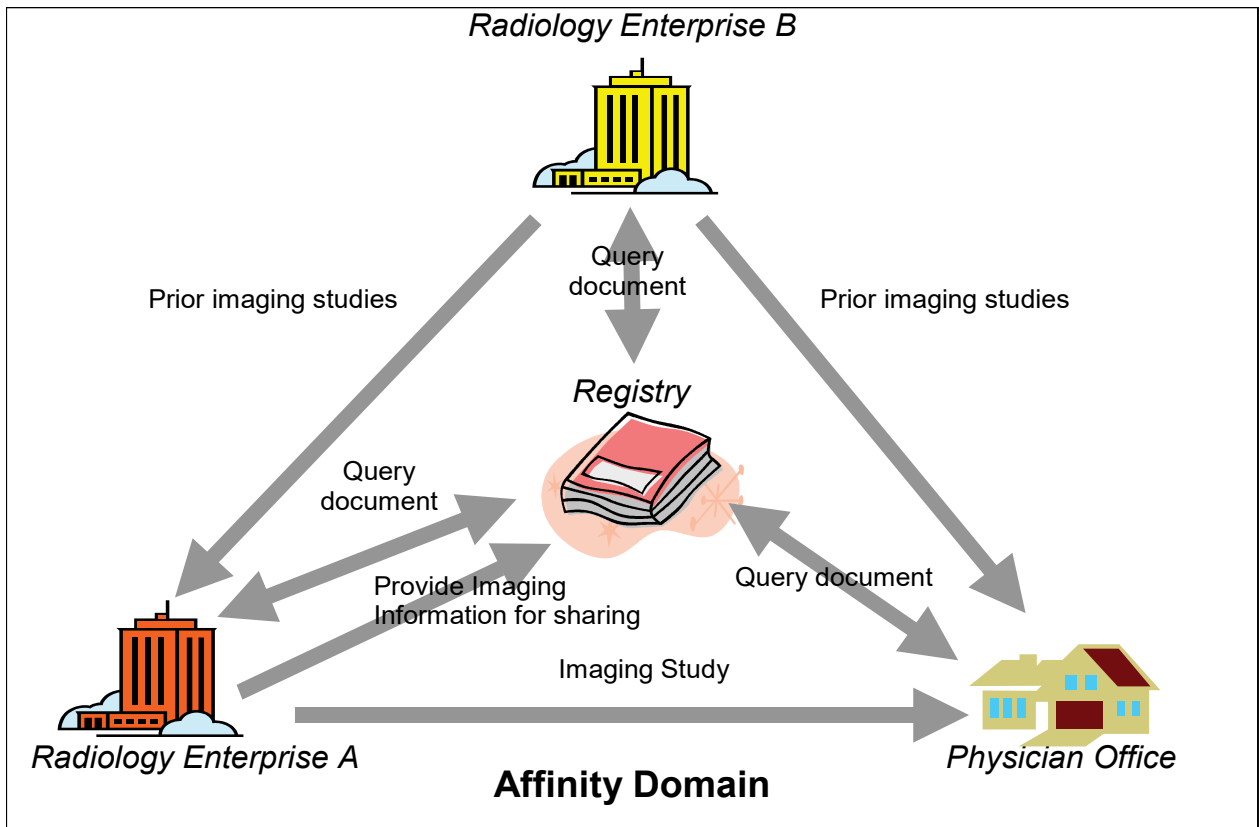 Radiology Enterprise B
Query
document
Prior imaging studies
Prior imaging studies
Registry
Query
document
Provide Imaging
Information for sharing
Query document
Imaging Study
Radiology Enterprise A
Physician Office
Affinity Domain